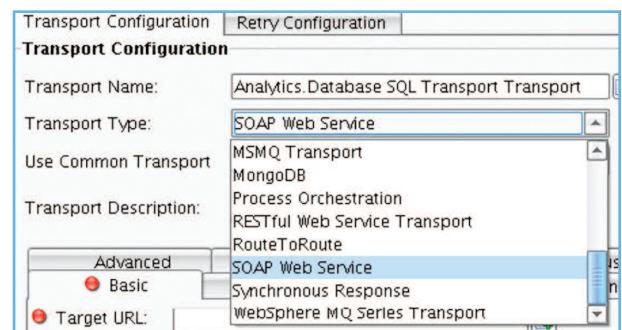 Transport Configuration Retry Configuration
Transport Configuration
Transport Name: Analytics.Database SQL Transport Transport
Transport Type: SOAP Web Service
MSMQ Transport
Use Common Transport
MongoDB
Process Orchestration
Transport Description:
RESTful Web Service Transport
RouteToRoute
Advanced
SOAP Web Service
Basic
Synchronous Response
Target URL:
WebSphere MQ Series Transport